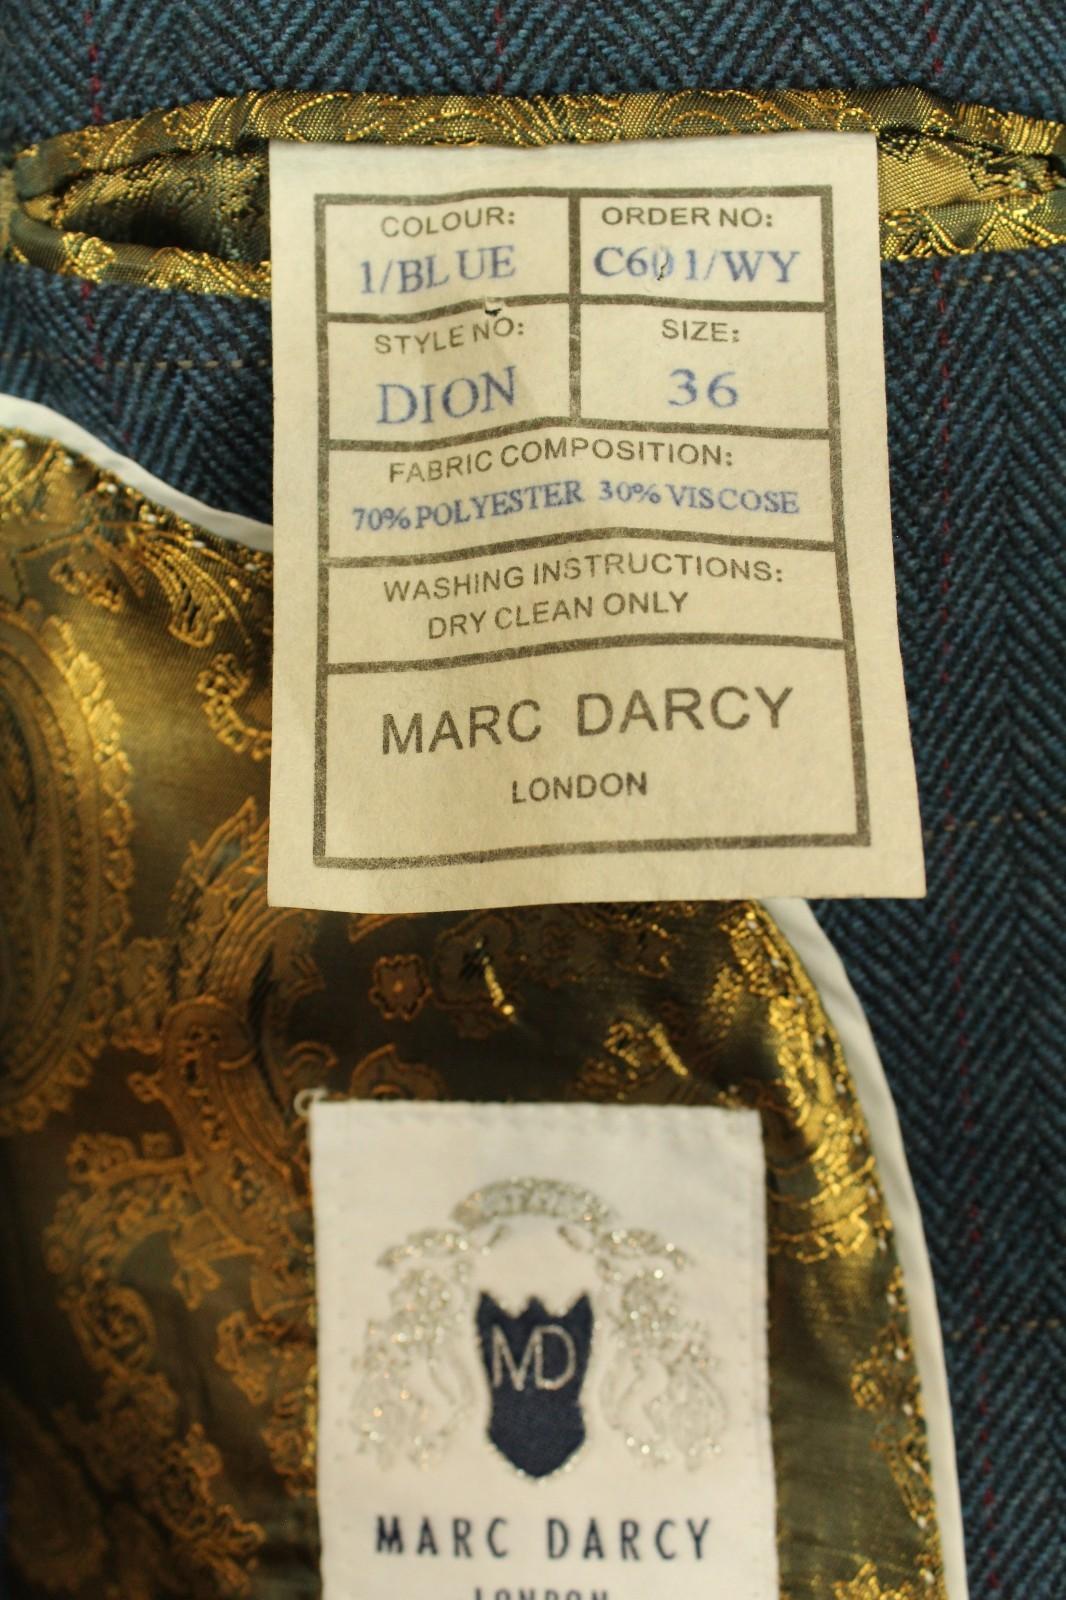 COLOUR: ORDER NO:
1/BLUE C601/WY
STYLE NO: SIZE:
DION 36
FABRIC COMPOSITION:
70% POLYESTER 30% VISCOSE
WASHING INSTRUCTIONS:
DRY CLEAN ONLY
MARC DARCY
LONDON
MD
MARC DARCY
LONDON